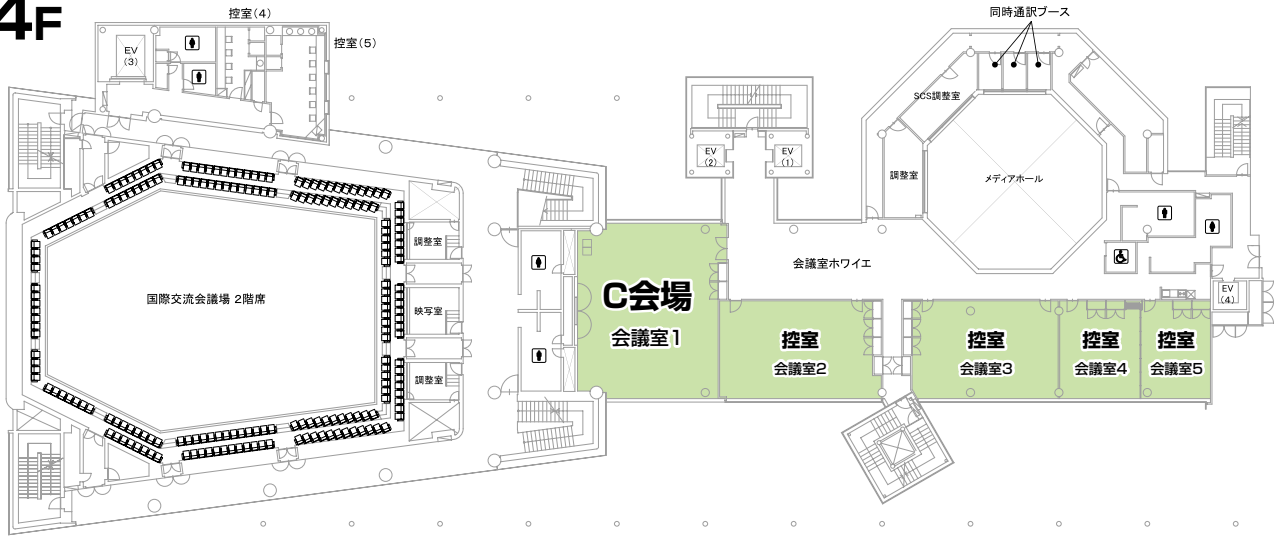 4F
控室(4)
控室(5)
EV
(3)
同時通訳ブース
SCS調整室
EV
(2)
EV
(1)
調整室
メディアホール
調整室
国際交流会議場 2階席
映写室
調整室
会議室ホワイエ
EV
(4)
C会場
会議室1
控室
会議室2
控室
会議室3
控室
会議室4
控室
会議室5